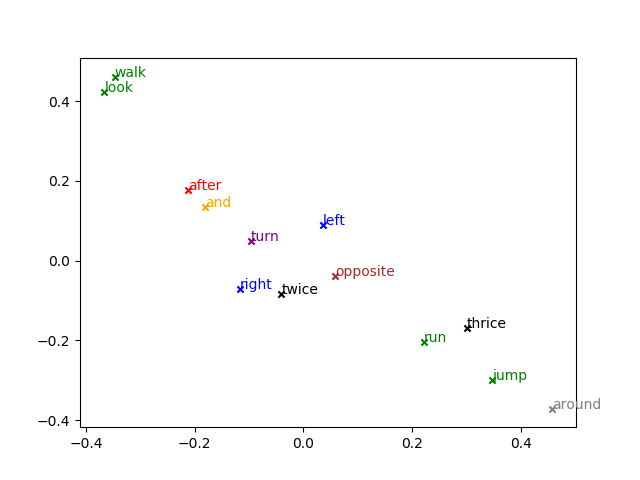 walk
look
0.4
after
0.2
and
left
turn
0.0
opposite
right
twice
thrice
−0.2
run
jump
around
−0.4
−0.4 −0.2 0.0 0.2 0.4